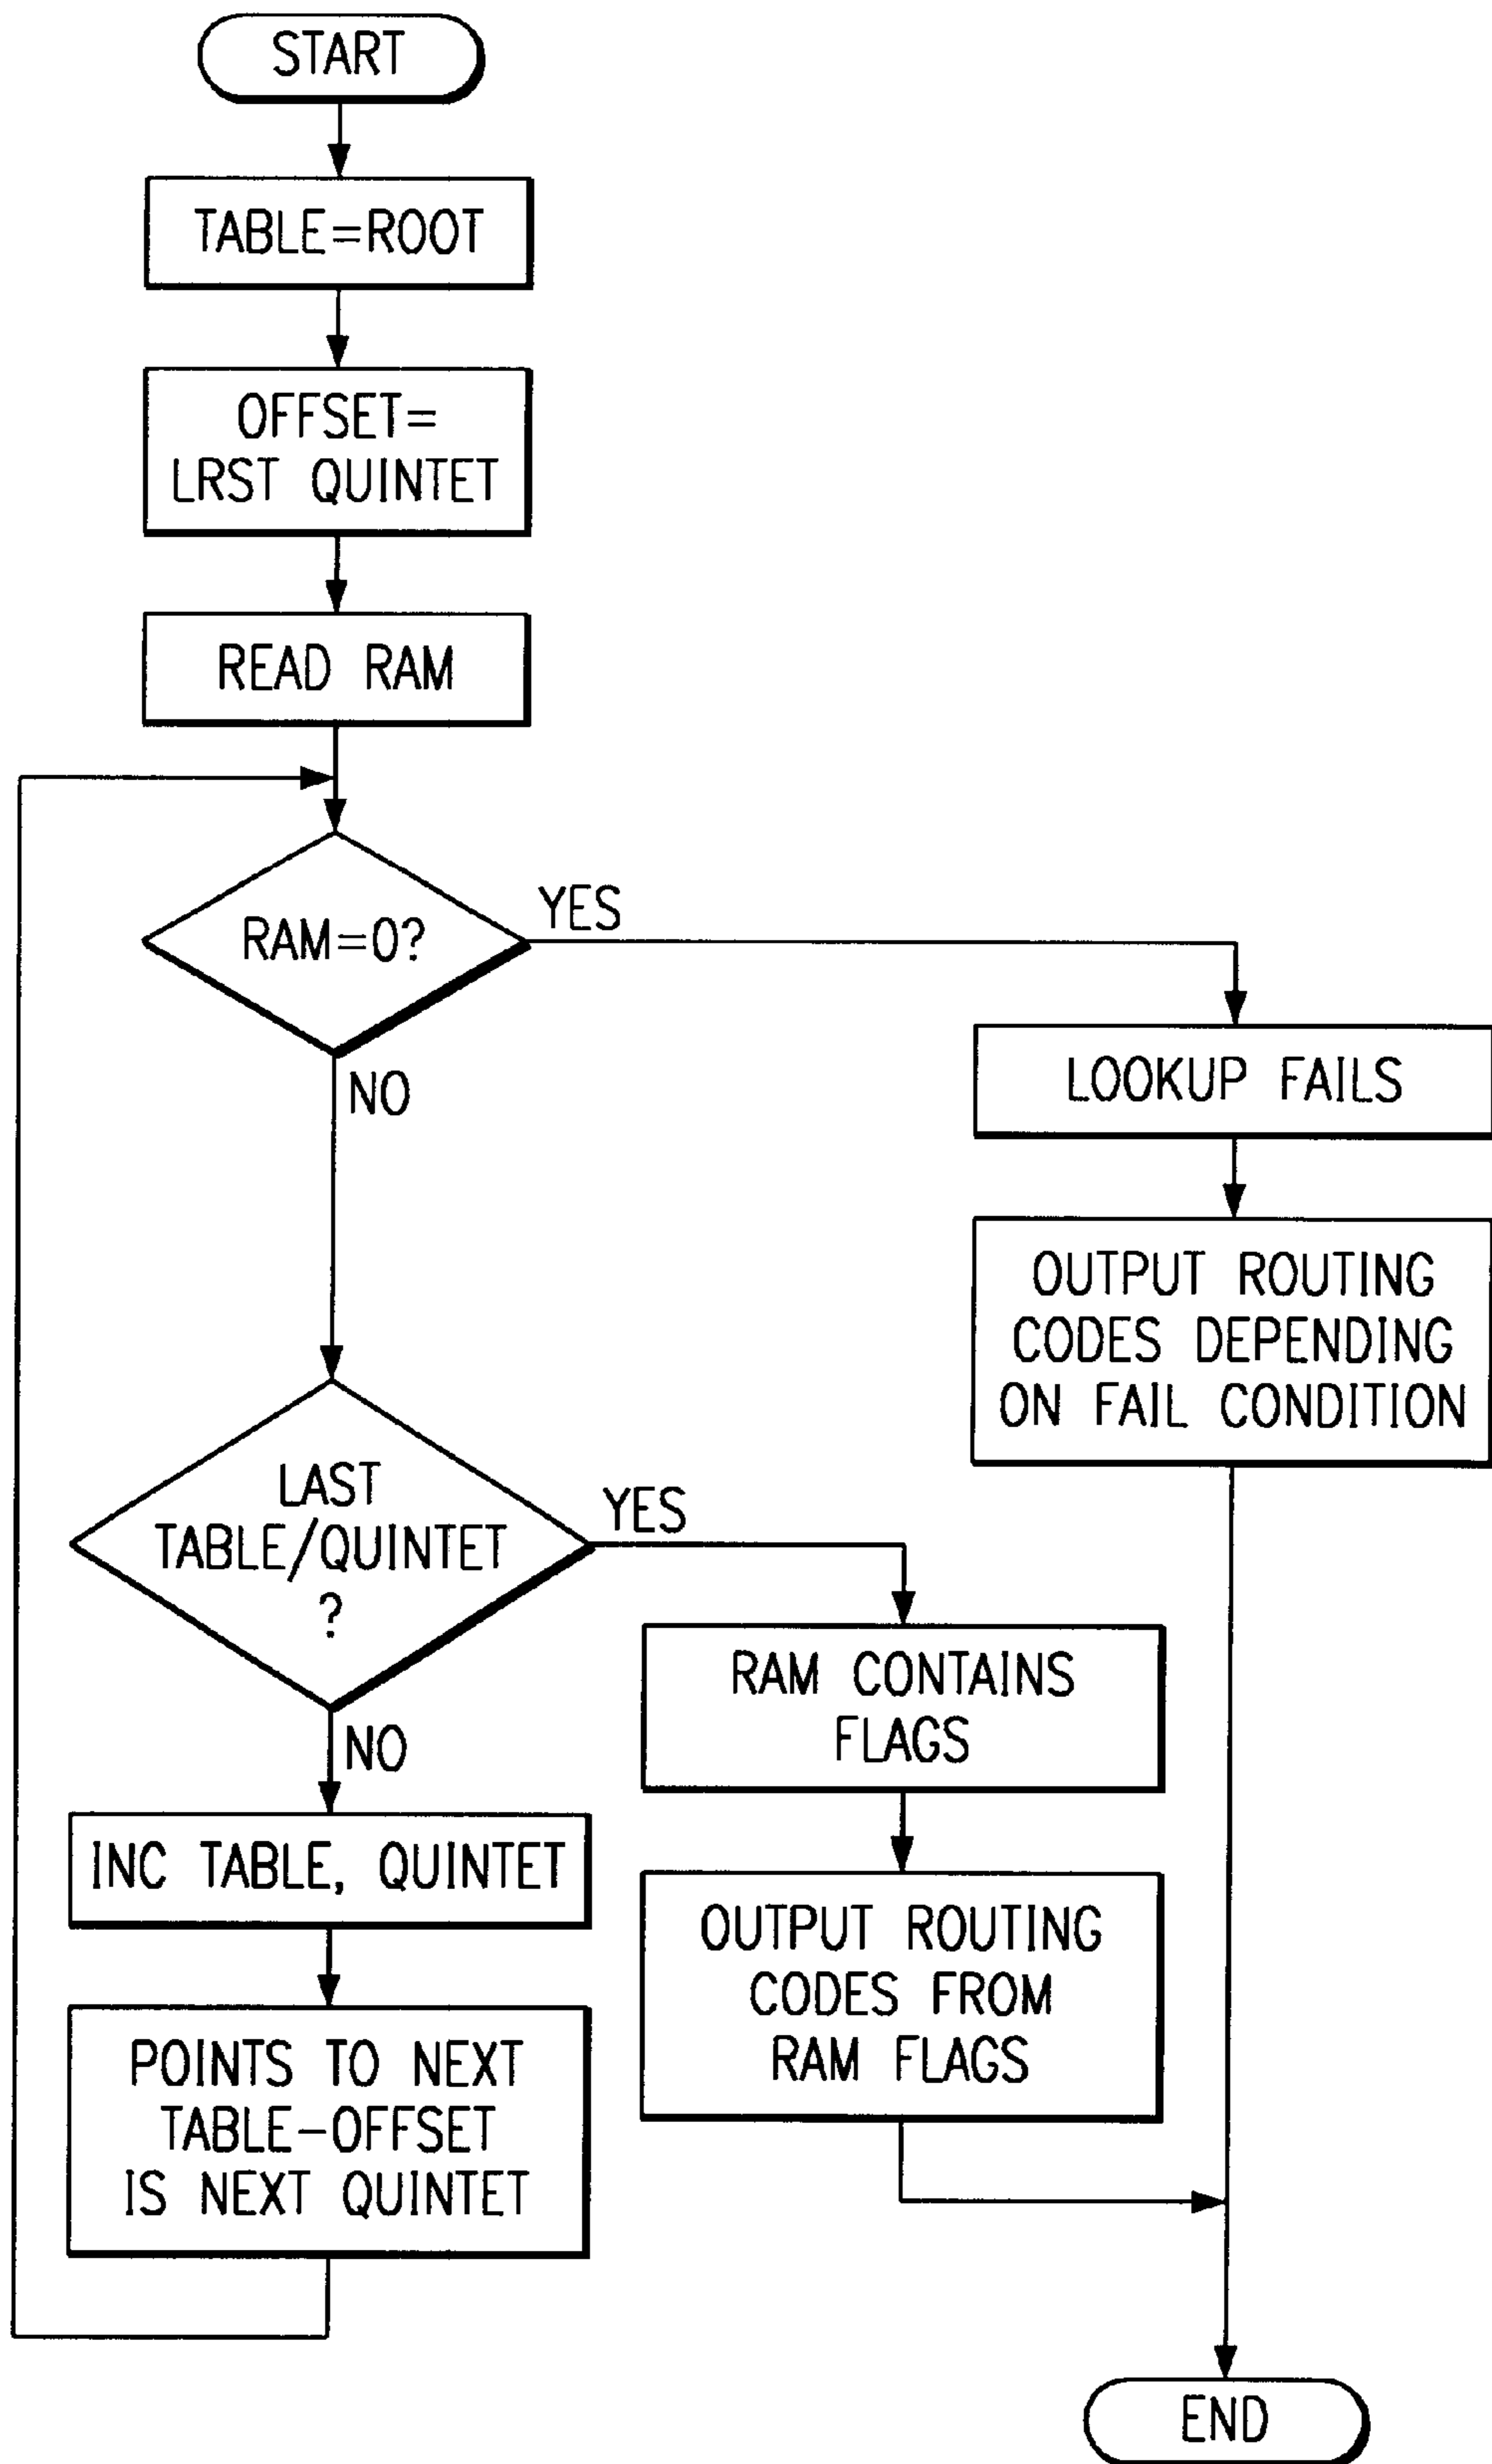 START
TABLE=ROOT
OFFSET=
LRST QUINTET
READ RAM
RAM=0?
YES
NO
LOOKUP FAILS
OUTPUT ROUTING
CODES DEPENDING
ON FAIL CONDITION
LAST
TABLE/QUINTET
?
YES
NO
RAM CONTAINS
FLAGS
INC TABLE, QUINTET
OUTPUT ROUTING
CODES FROM
RAM FLAGS
POINTS TO NEXT
TABLE-OFFSET
IS NEXT QUINTET
END